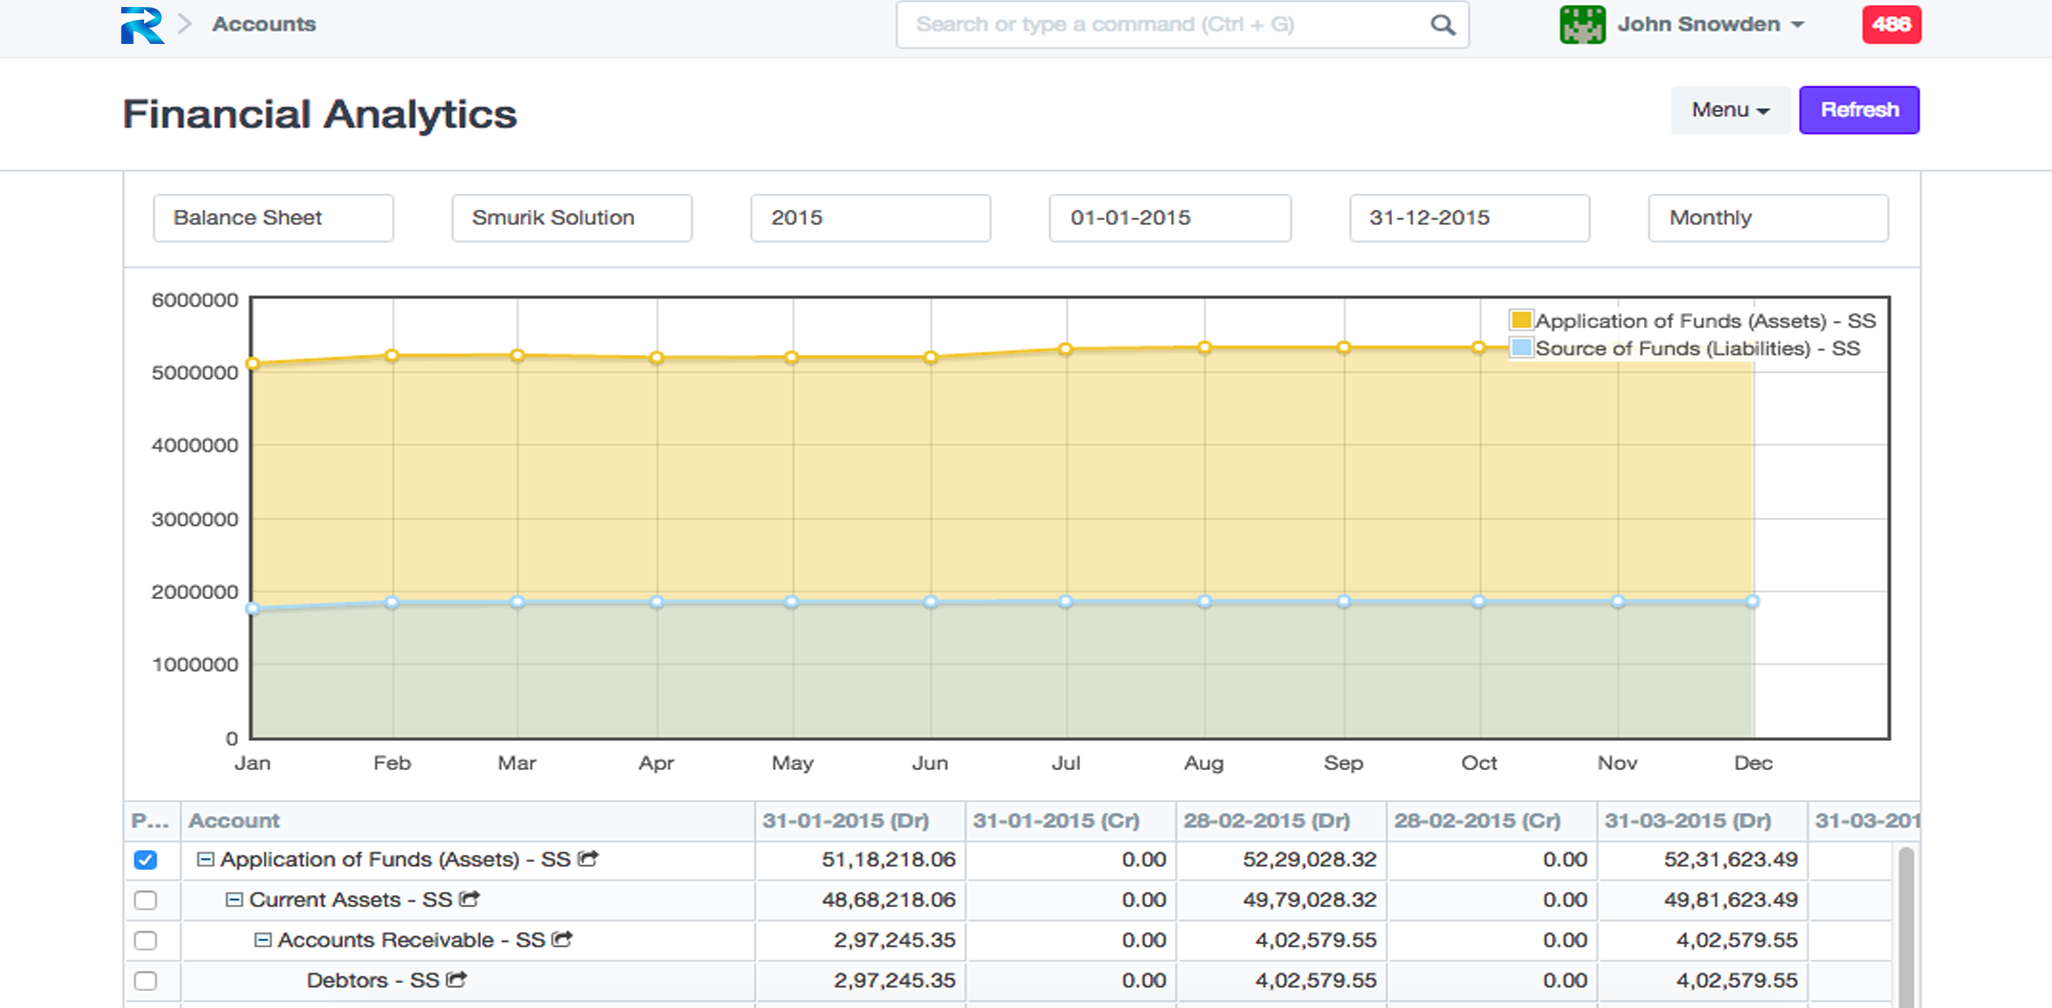 Accounts
Search or type a command (Ctrl + G)
John Snowden
486
Financial Analytics
Menu
Refresh
Balance Sheet
Smurik Solution
2015
01-01-2015
31-12-2015
Monthly
6000000
5000000
4000000
3000000
2000000
1000000
0
Application of Funds (Assets) - SS
Source of Funds (Liabilities) - SS
Jan Feb Mar Apr May Jun Jul Aug Sep Oct Nov Dec
P... Account 31-01-2015 (Dr) 31-01-2015 (Cr) 28-02-2015 (Dr) 28-02-2015 (Cr) 31-03-2015 (Dr) 31-03-201
Application of Funds (Assets) - SS 51,18,218.06 0.00 52,29,028.32 0.00 52,31,623.49
Current Assets - SS 48,68,218.06 0.00 49,79,028.32 0.00 49,81,623.49
Accounts Receivable - SS 2,97,245.35 0.00 4,02,579.55 0.00 4,02,579.55
Debtors - SS 2,97,245.35 0.00 4,02,579.55 0.00 4,02,579.55